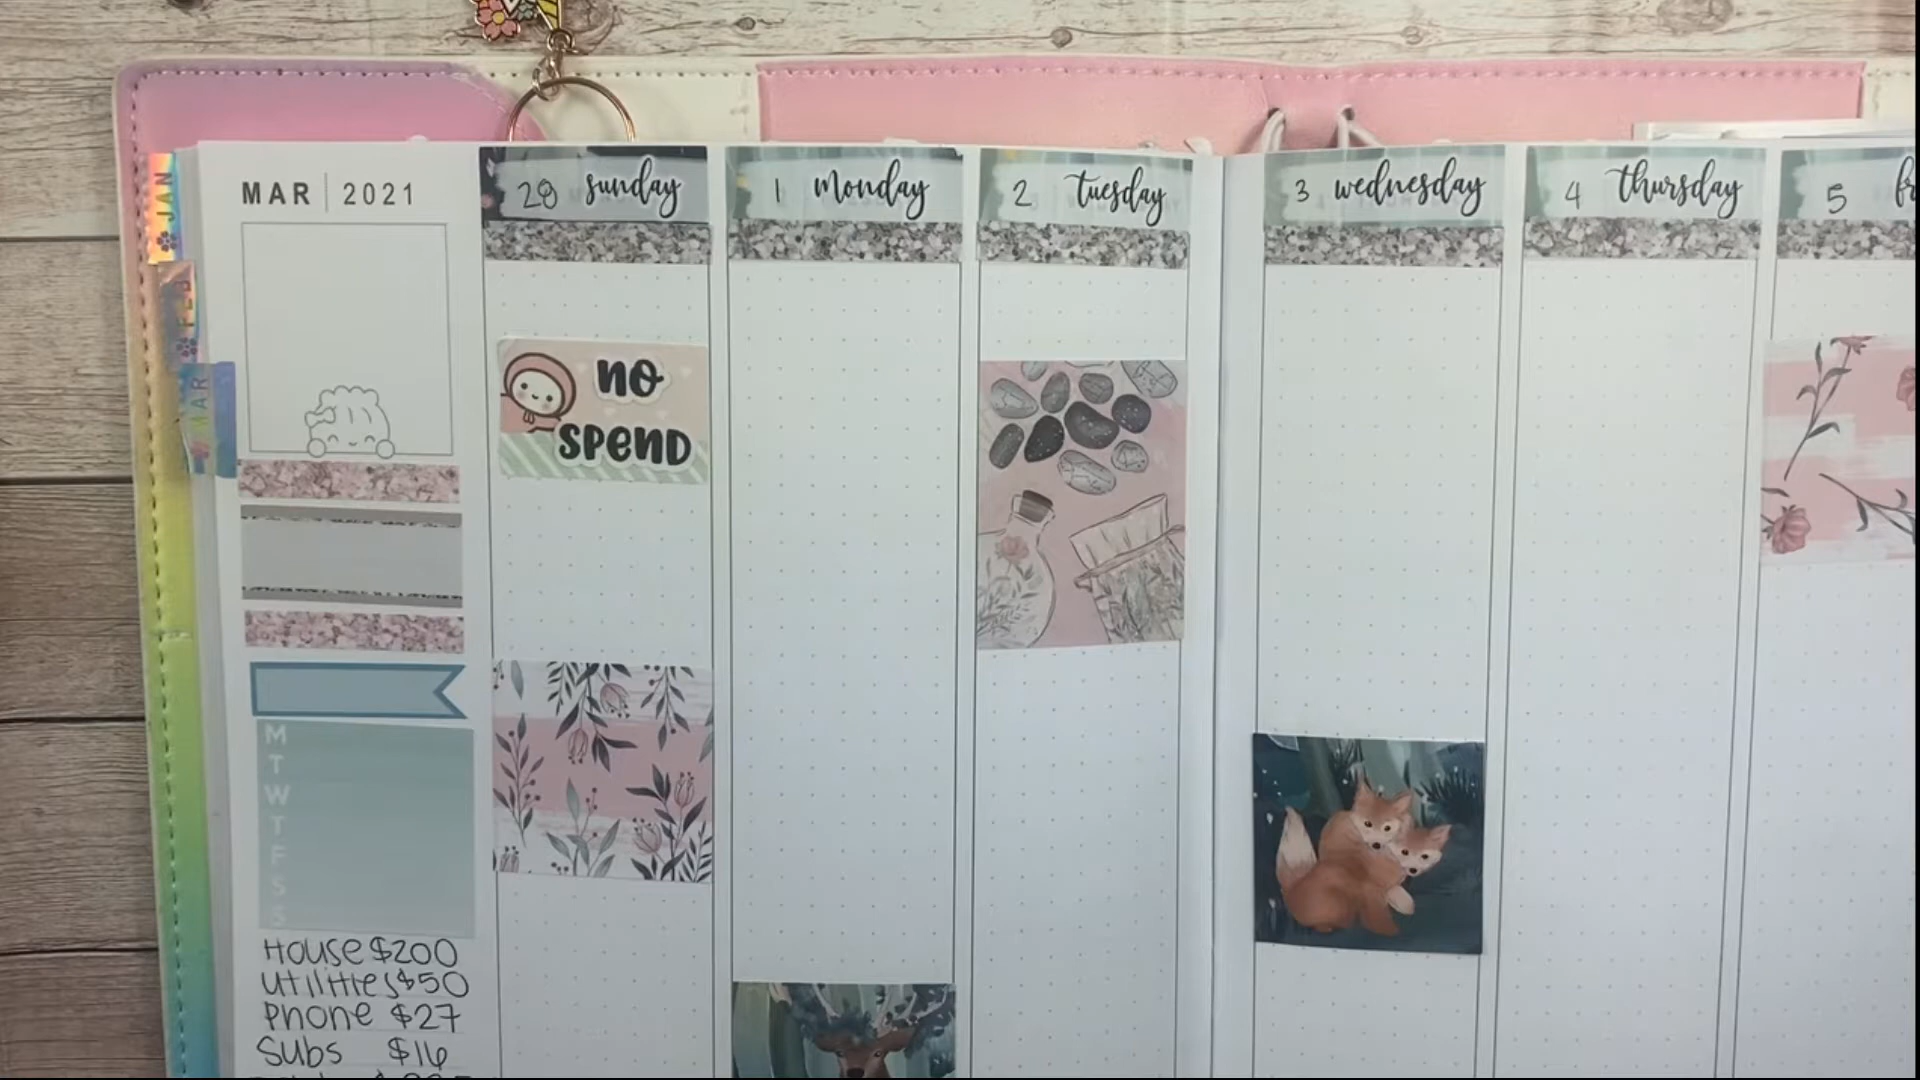 MAR 2021
28 sunday
1 monday
2 tuesday
3 wednesday
4 thursday
5
JAN
FEB
MAR
no
spend
M
T
W
T
F
S
S
House $200
Utilities $50
Phone $27
Subs $16